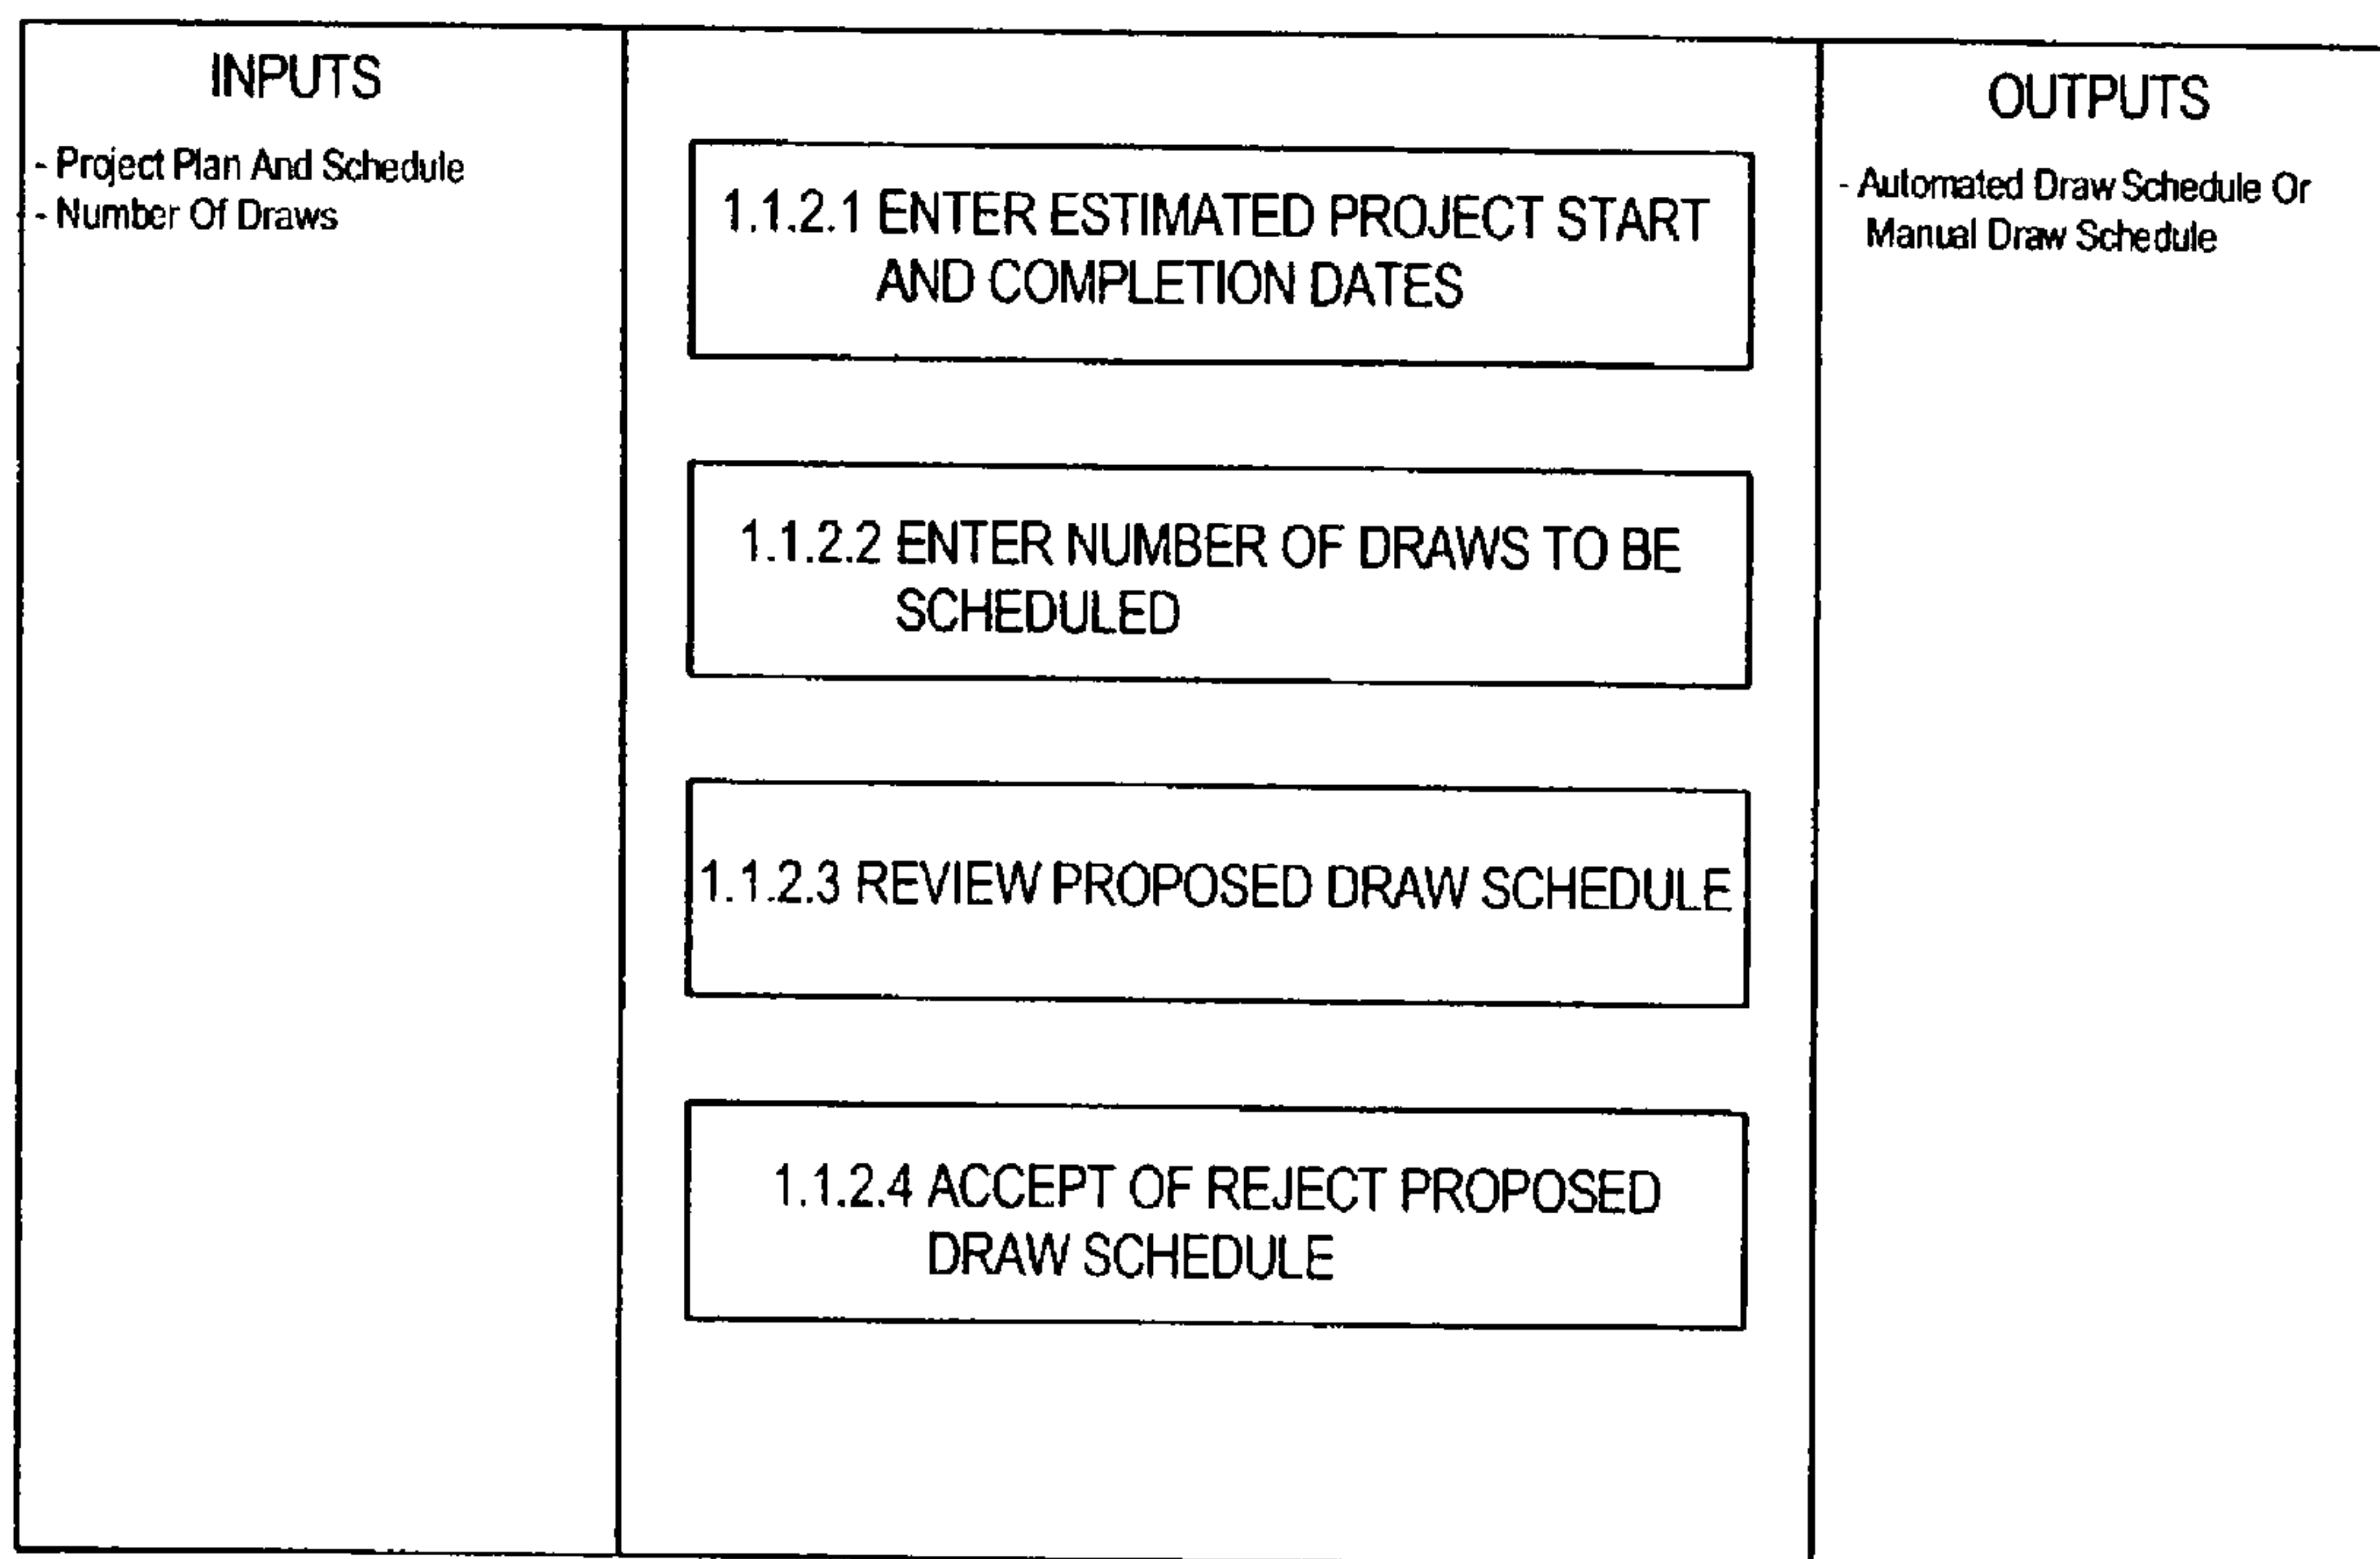 INPUTS
- Project Plan And Schedule
- Number Of Draws
1.1.2.1 ENTER ESTIMATED PROJECT START
AND COMPLETION DATES
1.1.2.2 ENTER NUMBER OF DRAWS TO BE
SCHEDULED
1.1.2.3 REVIEW PROPOSED DRAW SCHEDULE
1.1.2.4 ACCEPT OF REJECT PROPOSED
DRAW SCHEDULE
OUTPUTS
- Automated Draw Schedule Or
Manual Draw Schedule